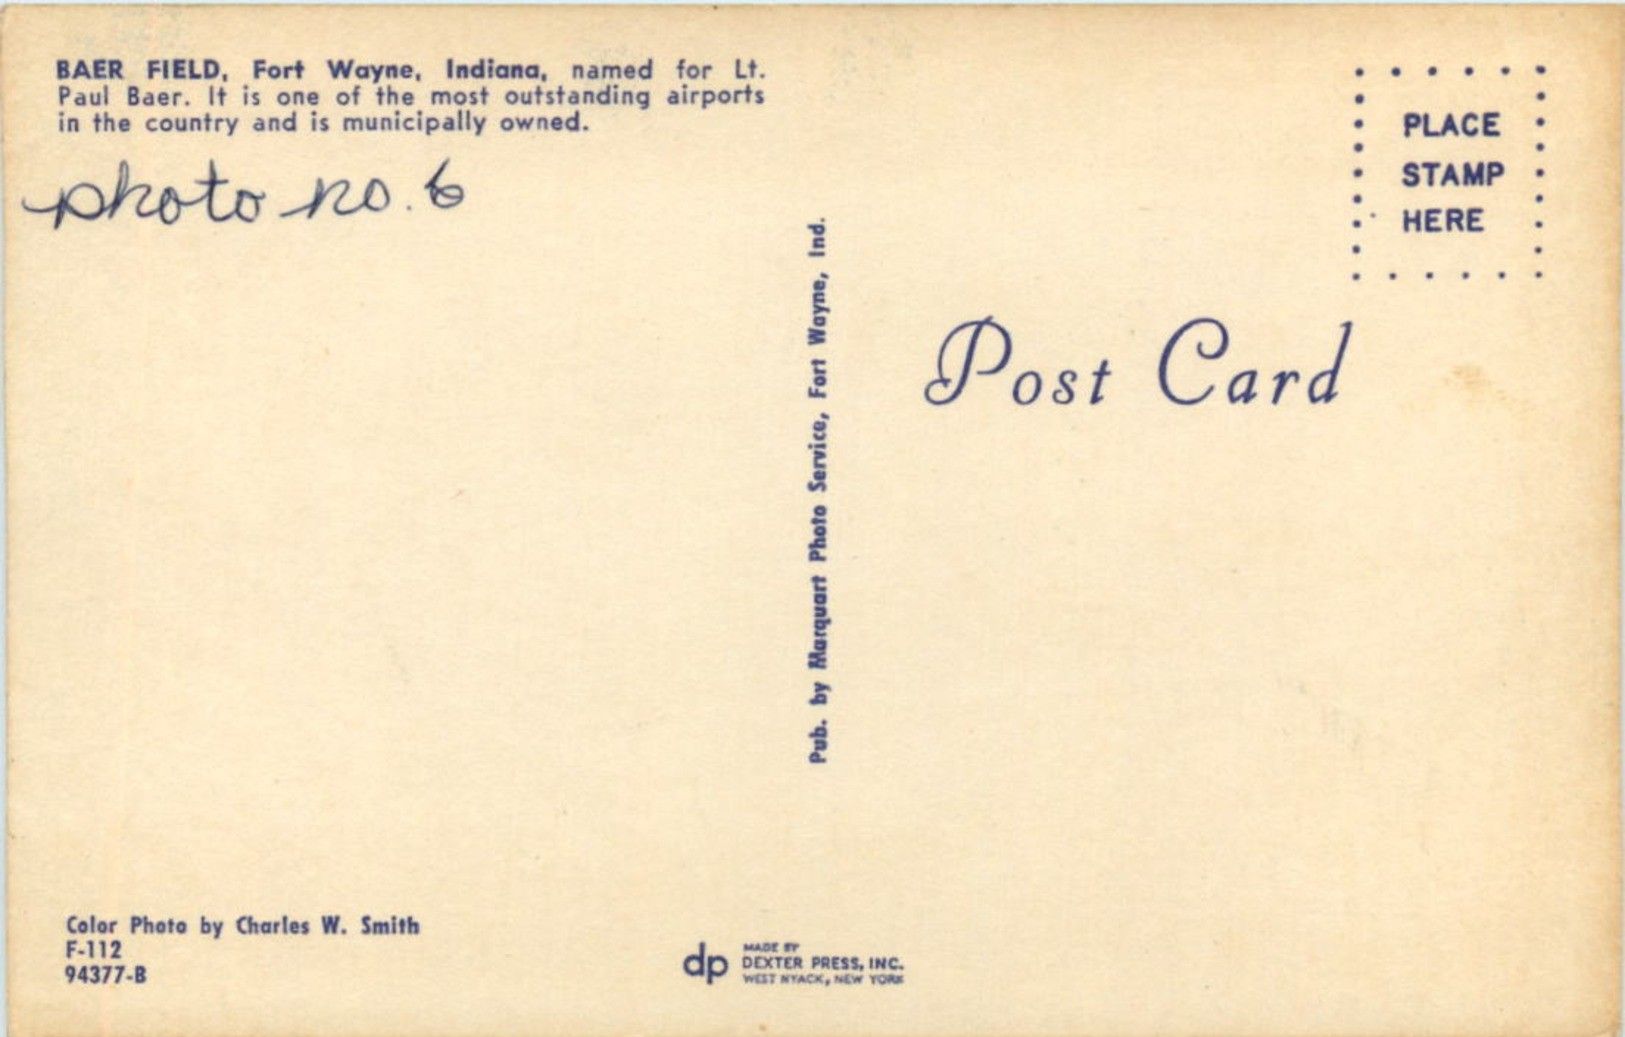 BAER FIELD, Fort Wayne, Indiana, named for Lt.
Paul Baer. It is one of the most outstanding airports
in the country and is municipally owned.
photo no. 6
PLACE
STAMP
HERE
Post Card
Pub. by Marquart Photo Service, Fort Wayne, Ind.
Color Photo by Charles W. Smith
F-112
94377-B
dp
MADE BY
DEXTER PRESS, INC.
WEST NYACK, NEW YORK